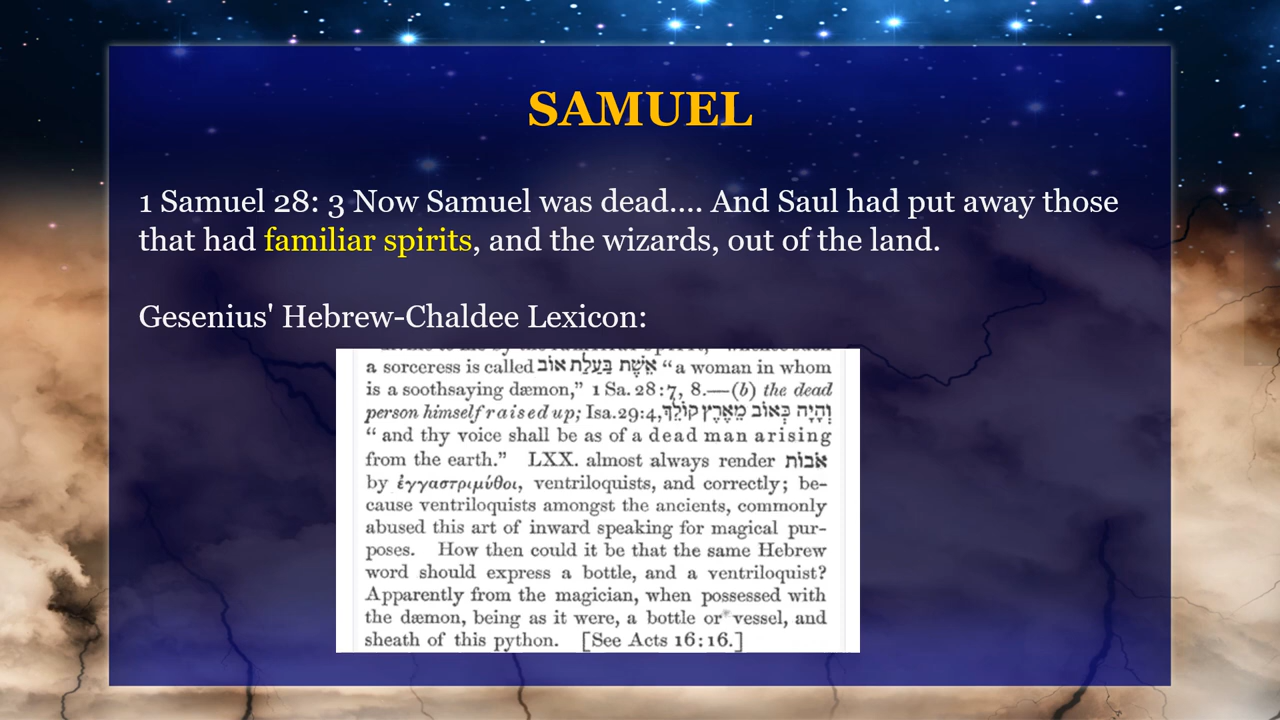 SAMUEL
1 Samuel 28: 3 Now Samuel was dead.... And Saul had put away those
that had familiar spirits, and the wizards, out of the land.
Gesenius' Hebrew-Chaldee Lexicon:
a sorceress is called אֵשֶׁת בַּעֲלַת אוֹב “a woman in whom
is a soothsaying dæmon,” 1 Sa. 28:7, 8.—(b) the dead
person himself raised up; Isa. 29:4, וְהָיָה כְּאוֹב מֵאֶרֶץ קוֹלֵךְ
“and thy voice shall be as of a dead man arising
from the earth.” LXX. almost always render אֹבוֹת
by ἐγγαστριμύθοι, ventriloquists, and correctly; be-
cause ventriloquists amongst the ancients, commonly
abused this art of inward speaking for magical pur-
poses. How then could it be that the same Hebrew
word should express a bottle, and a ventriloquist?
Apparently from the magician, when possessed with
the dæmon, being as it were, a bottle or vessel, and
sheath of this python. [See Acts 16:16.]